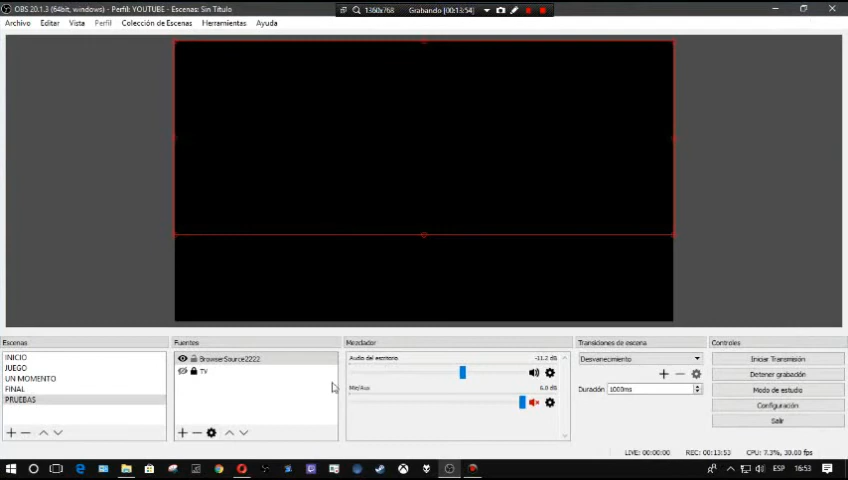 OBS 20.1.3 (64bit, windows) - Perfil: YOUTUBE - Escenas: Sin Título
1360x768 Grabando [00:13:54]
Archivo Editar Vista Perfil Colección de Escenas Herramientas Ayuda
Escenas Fuentes Mezclador Transiciones de escena Controles
INICIO
JUEGO
UN MOMENTO
FINAL
PRUEBAS
BrowserSource2222
TV
Audio del escritorio -11.2 dB
Mic/Aux 6.0 dB
Desvanecimiento
Duración 1000ms
Iniciar Transmisión
Detener grabación
Modo de estudio
Configuración
Salir
LIVE: 00:00:00 REC: 00:13:53 CPU: 7.3%, 30.00 fps
ESP 16:53